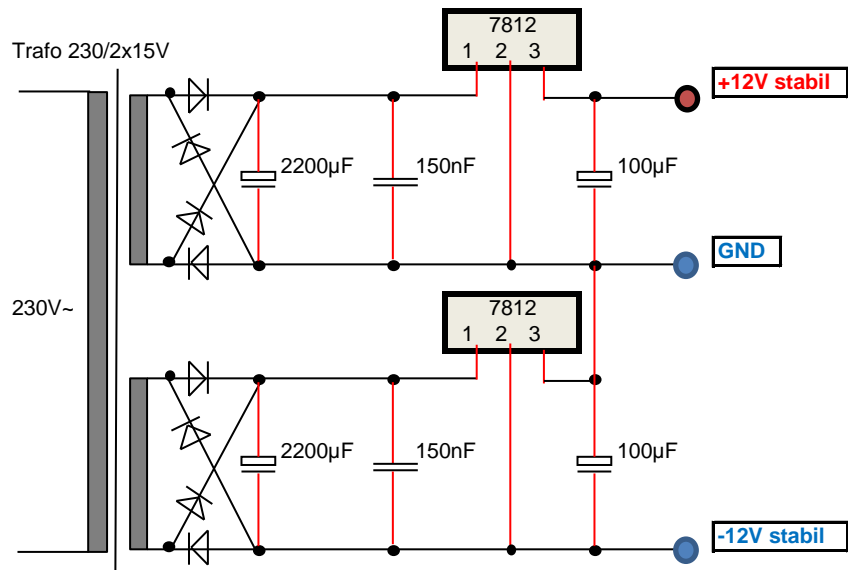 7812
1 2 3
Trafo 230/2x15V
+12V stabil
2200µF
150nF
100µF
GND
230V~
7812
1 2 3
2200µF
150nF
100µF
-12V stabil